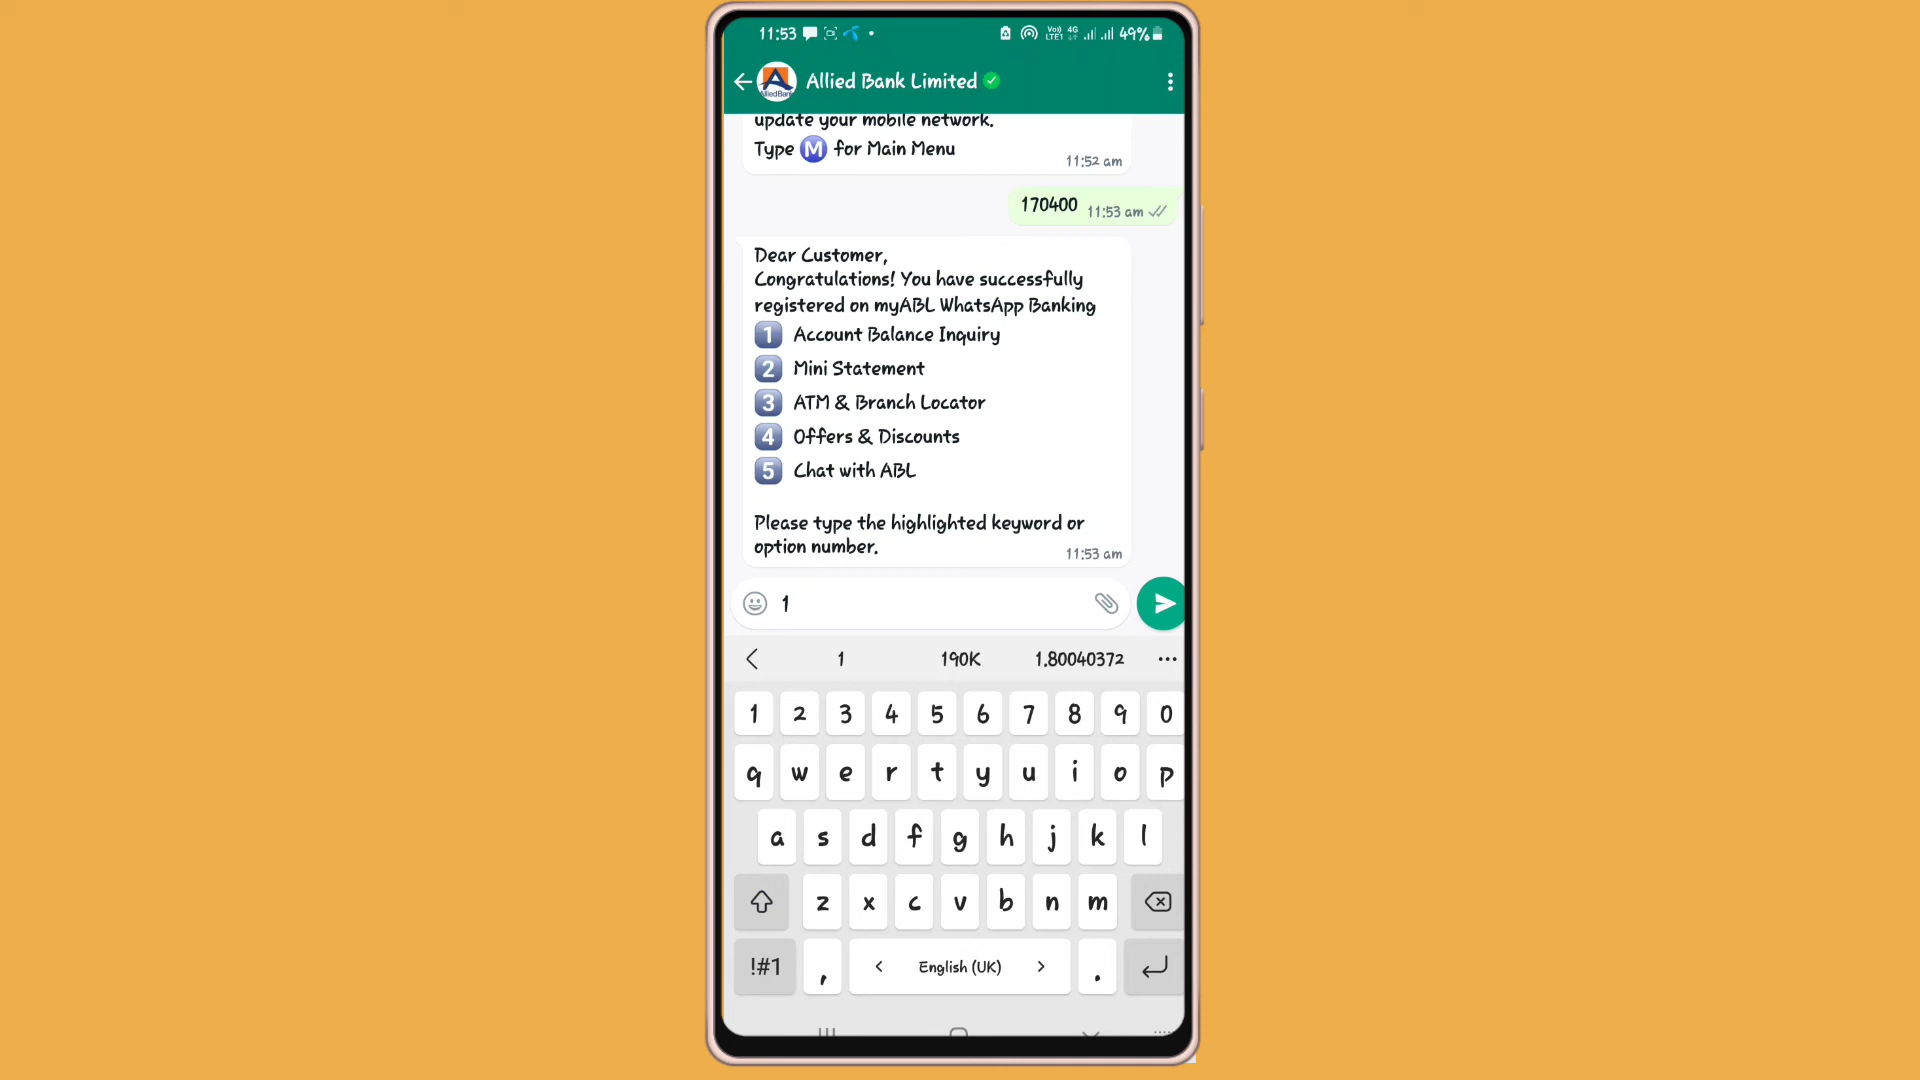 11:53
Vo)) LTE1 4G 49%
Allied Bank Limited
AlliedBank
update your mobile network.
Type M for Main Menu
11:52 am
170400 11:53 am
Dear Customer,
Congratulations! You have successfully
registered on myABL WhatsApp Banking
1 Account Balance Inquiry
2 Mini Statement
3 ATM & Branch Locator
4 Offers & Discounts
5 Chat with ABL
Please type the highlighted keyword or
option number.
11:53 am
1
1 190K 1.80040372 ...
1 2 3 4 5 6 7 8 9 0
q w e r t y u i o p
a s d f g h j k l
z x c v b n m
!#1 , < English (UK) > .